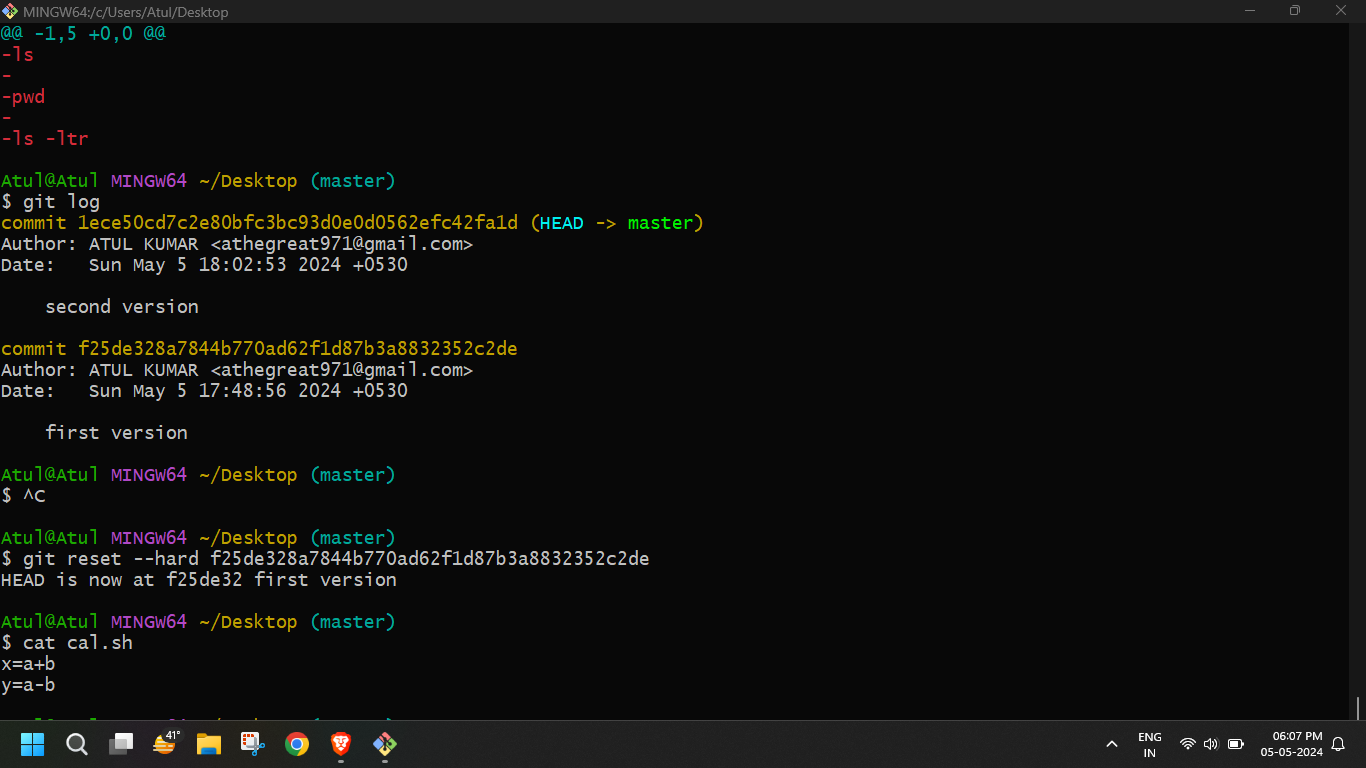 MINGW64:/c/Users/Atul/Desktop
@@ -1,5 +0,0 @@
-ls
-
-pwd
-
-ls -ltr
Atul@Atul MINGW64 ~/Desktop (master)
$ git log
commit 1ece50cd7c2e80bfc3bc93d0e0d0562efc42fa1d (HEAD -> master)
Author: ATUL KUMAR <athegreat971@gmail.com>
Date:   Sun May 5 18:02:53 2024 +0530
    second version
commit f25de328a7844b770ad62f1d87b3a8832352c2de
Author: ATUL KUMAR <athegreat971@gmail.com>
Date:   Sun May 5 17:48:56 2024 +0530
    first version
Atul@Atul MINGW64 ~/Desktop (master)
$ ^C
Atul@Atul MINGW64 ~/Desktop (master)
$ git reset --hard f25de328a7844b770ad62f1d87b3a8832352c2de
HEAD is now at f25de32 first version
Atul@Atul MINGW64 ~/Desktop (master)
$ cat cal.sh
x=a+b
y=a-b
41°
ENG
IN
06:07 PM
05-05-2024